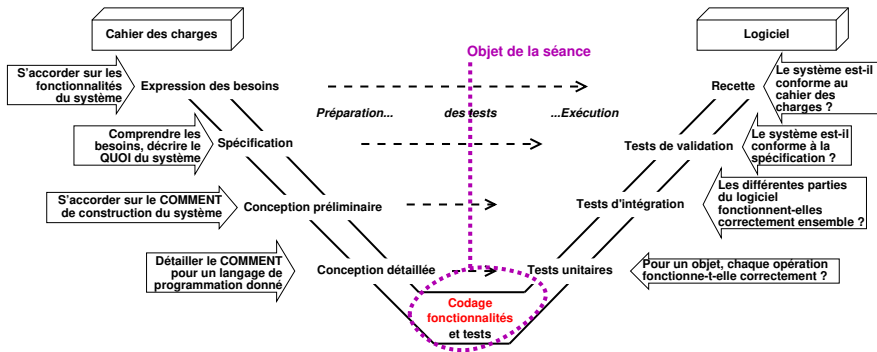 Cahier des charges
Logiciel
Objet de la séance
S'accorder sur les
fonctionnalités
du système
Expression des besoins
Recette
Le système est-il
conforme au
cahier des
charges ?
Préparation...
des tests
...Exécution
Comprendre les
besoins, décrire le
QUOI du système
Spécification
Tests de validation
Le système est-il
conforme à la
spécification ?
S'accorder sur le COMMENT
de construction du système
Conception préliminaire
Tests d'intégration
Les différentes parties
du logiciel
fonctionnent-elles
correctement ensemble ?
Détailler le COMMENT
pour un langage de
programmation donné
Conception détaillée
Tests unitaires
Pour un objet, chaque opération
fonctionne-t-elle correctement ?
Codage
fonctionnalités
et tests